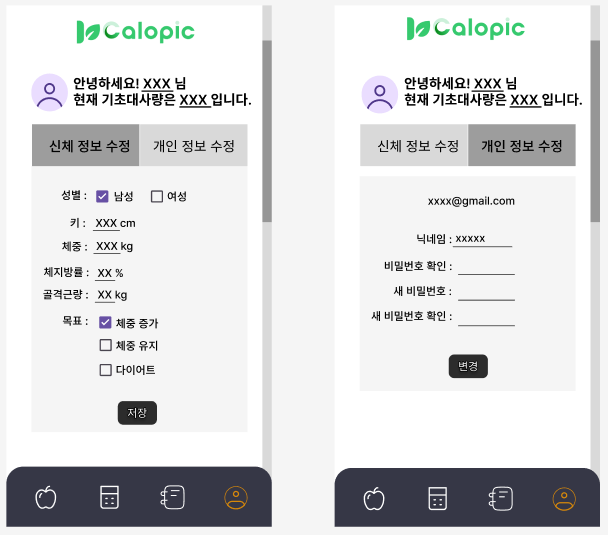 Calopic
안녕하세요! XXX 님
현재 기초대사량은 XXX 입니다.
신체 정보 수정 개인 정보 수정
성별 : 남성 여성
키 : XXX cm
체중 : XXX kg
체지방률 : XX %
골격근량 : XX kg
목표 : 체중 증가
체중 유지
다이어트
저장
Calopic
안녕하세요! XXX 님
현재 기초대사량은 XXX 입니다.
신체 정보 수정 개인 정보 수정
xxxx@gmail.com
닉네임 : xxxxx
비밀번호 확인 :
새 비밀번호 :
새 비밀번호 확인 :
변경